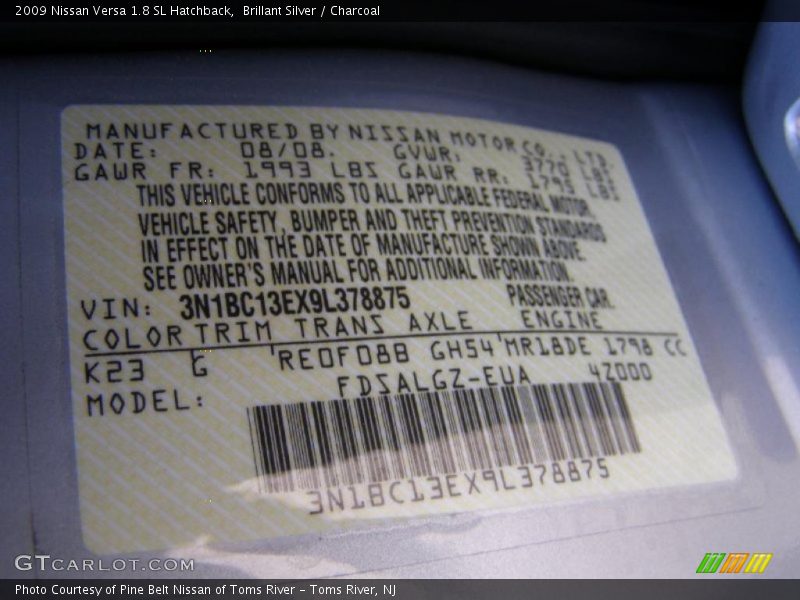 2009 Nissan Versa 1.8 SL Hatchback,  Brillant Silver / Charcoal
MANUFACTURED BY NISSAN MOTOR CO., LTD.
DATE: 08/08. GVWR: 3770 LBS
GAWR FR: 1993 LBS GAWR RR: 1795 LBS
THIS VEHICLE CONFORMS TO ALL APPLICABLE FEDERAL MOTOR
VEHICLE SAFETY, BUMPER AND THEFT PREVENTION STANDARDS
IN EFFECT ON THE DATE OF MANUFACTURE SHOWN ABOVE.
SEE OWNER'S MANUAL FOR ADDITIONAL INFORMATION.
VIN: 3N1BC13EX9L378875 PASSENGER CAR.
COLOR TRIM TRANS AXLE ENGINE
K23 G RE0F08B GH54 MR18DE 1798 CC
MODEL: FDSALGZ-EUA 4Z000
3N1BC13EX9L378875
GTCARLOT.COM
Photo Courtesy of Pine Belt Nissan of Toms River – Toms River, NJ